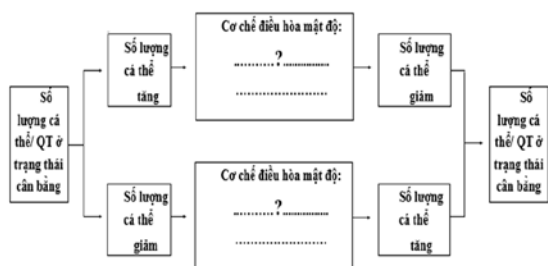 Số
lượng cá
thể/ QT ở
trạng thái
cân bằng
Số lượng
cá thể
tăng
Cơ chế điều hòa mật độ:
...........?..............
..........................
Số lượng
cá thể
giảm
Số lượng
cá thể
giảm
Cơ chế điều hòa mật độ:
...........?..............
..........................
Số lượng
cá thể
tăng
Số
lượng cá
thể/ QT ở
trạng thái
cân bằng